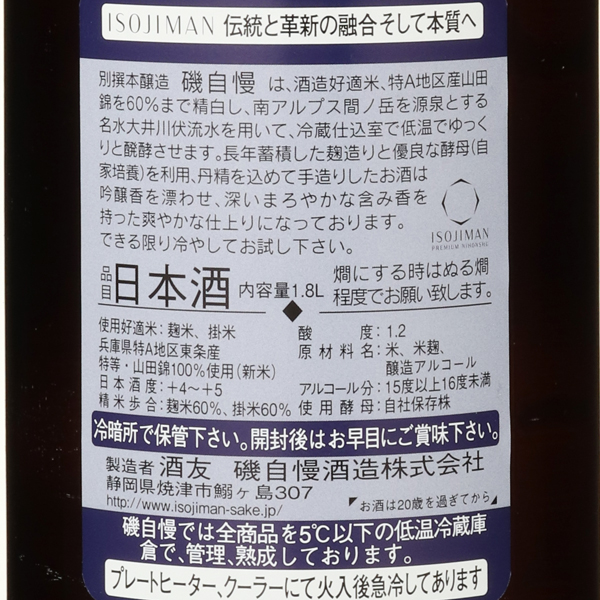 ISOJIMAN 伝統と革新の融合そして本質へ
別撰本醸造 磯自慢 は、酒造好適米、特A地区産山田
錦を60%まで精白し、南アルプス間ノ岳を源泉とする
名水大井川伏流水を用いて、冷蔵仕込室で低温でゆっく
りと醗酵させます。長年蓄積した麹造りと優良な酵母(自
家培養)を利用、丹精を込めて手造りしたお酒は
吟醸香を漂わせ、深いまろやかな含み香を
持った爽やかな仕上りになっております。
できる限り冷やしてお試し下さい。
ISOJIMAN
PREMIUM NIHONSHU
品目 日本酒 内容量1.8L
燗にする時はぬる燗
程度でお願い致します。
使用好適米:麹米、掛米
兵庫県特A地区東条産
特等・山田錦100%使用(新米)
日本酒度:+4〜+5
精米歩合:麹米60%、掛米60%
酸度:1.2
原材料名:米、米麹、
醸造アルコール
アルコール分:15度以上16度未満
使用酵母:自社保存株
冷暗所で保管下さい。開封後はお早目にご賞味下さい。
製造者 酒友 磯自慢酒造株式会社
静岡県焼津市鰯ヶ島307
http://www.isojiman-sake.jp/
お酒は20歳を過ぎてから
磯自慢では全商品を5℃以下の低温冷蔵庫
倉で、管理、熟成しております。
プレートヒーター、クーラーにて火入後急冷してあります